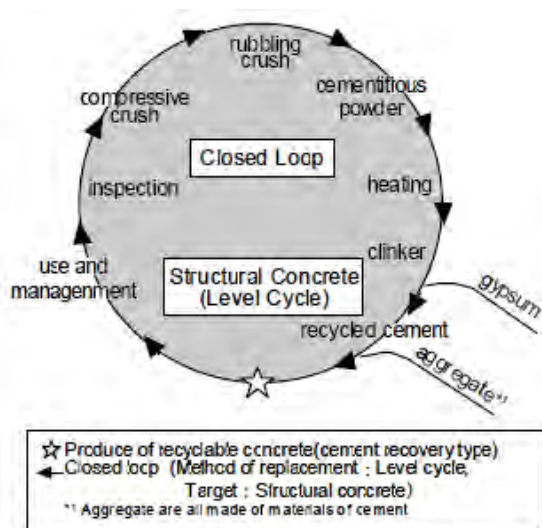 rubbling
crush
cementitious
powder
heating
clinker
gypsum
recycled cement
aggregate*¹
use and
managenment
inspection
compressive
crush
Closed Loop
Structural Concrete
(Level Cycle)
☆ Produce of recyclable concrete(cement recovery type)
Closed loop (Method of replacement : Level cycle,
Target : Structural concrete)
*¹ Aggregate are all made of materials of cement